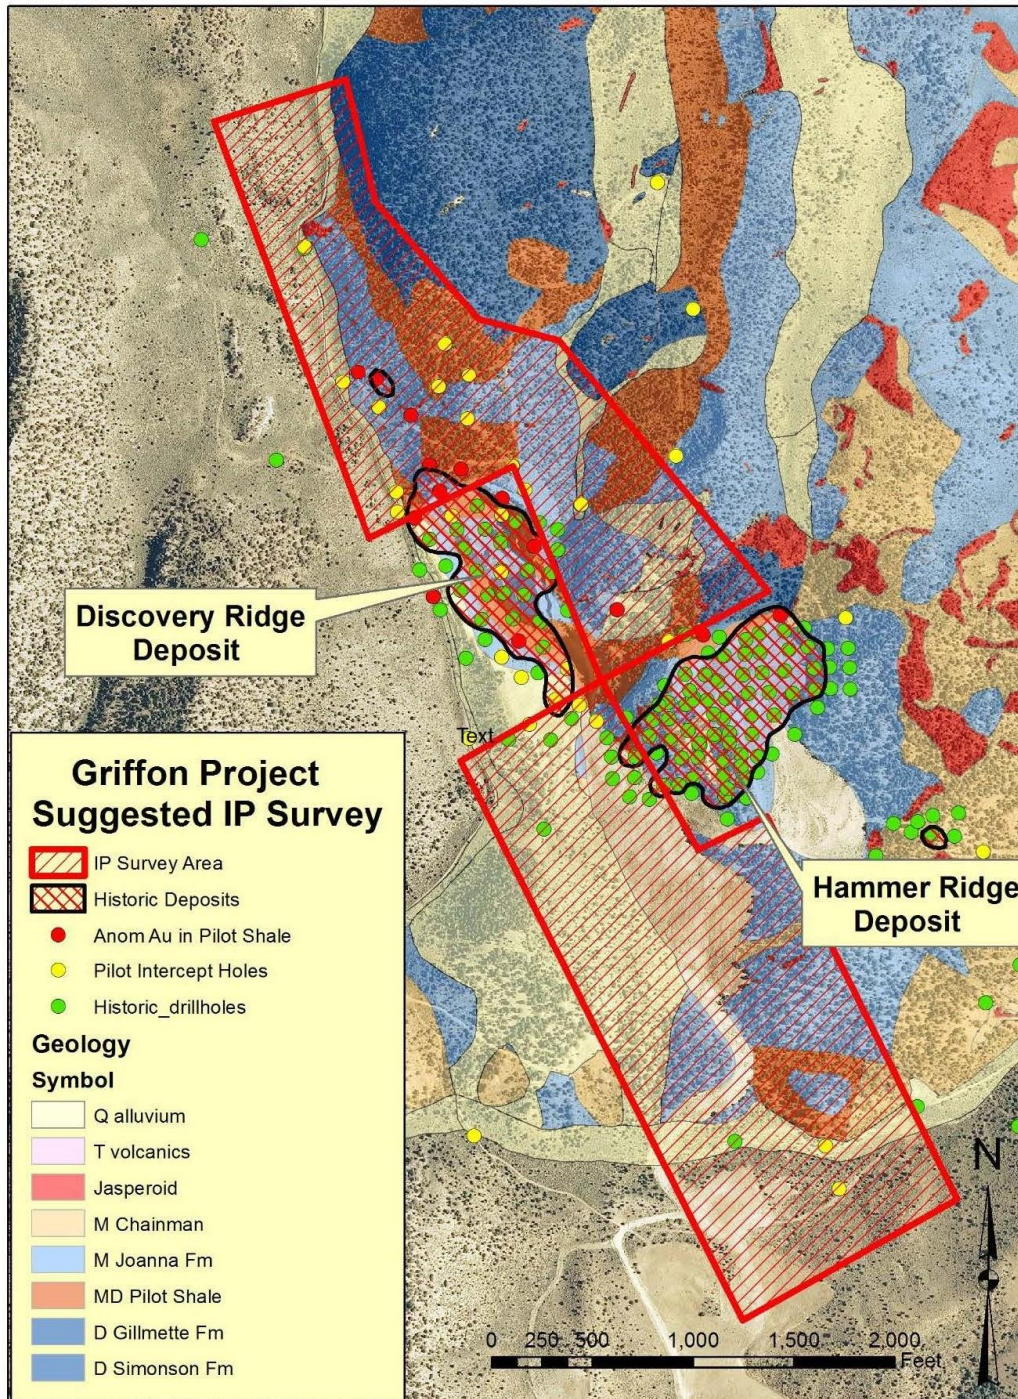 Discovery Ridge
Deposit
Text
Griffon Project
Suggested IP Survey
IP Survey Area
Historic Deposits
Anom Au in Pilot Shale
Pilot Intercept Holes
Historic_drillholes
Geology
Symbol
Q alluvium
T volcanics
Jasperoid
M Chainman
M Joanna Fm
MD Pilot Shale
D Gillmette Fm
D Simonson Fm
Hammer Ridge
Deposit
N
0 250 500 1,000 1,500 2,000
Feet